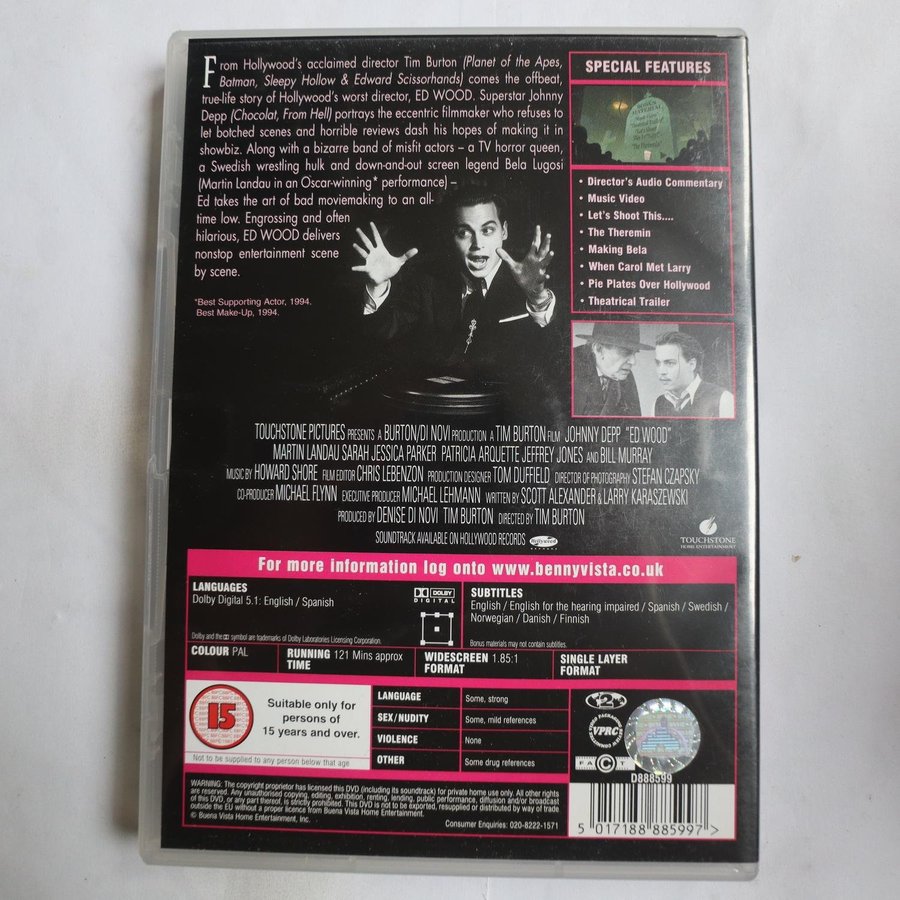 From Hollywood's acclaimed director Tim Burton (Planet of the Apes,
Batman, Sleepy Hollow & Edward Scissorhands) comes the offbeat,
true-life story of Hollywood's worst director, ED WOOD. Superstar Johnny
Depp (Chocolat, From Hell) portrays the eccentric filmmaker who refuses to
let botched scenes and horrible reviews dash his hopes of making it in
showbiz. Along with a bizarre band of misfit actors – a TV horror queen,
a Swedish wrestling hulk and down-and-out screen legend Bela Lugosi
(Martin Landau in an Oscar-winning* performance) –
Ed takes the art of bad moviemaking to an all-
time low. Engrossing and often
hilarious, ED WOOD delivers
nonstop entertainment scene
by scene.
*Best Supporting Actor, 1994.
Best Make-Up, 1994.
SPECIAL FEATURES
• Director's Audio Commentary
• Music Video
• Let's Shoot This....
• The Theremin
• Making Bela
• When Carol Met Larry
• Pie Plates Over Hollywood
• Theatrical Trailer
TOUCHSTONE PICTURES PRESENTS A BURTON/DI NOVI PRODUCTION A TIM BURTON FILM JOHNNY DEPP "ED WOOD"
MARTIN LANDAU SARAH JESSICA PARKER PATRICIA ARQUETTE JEFFREY JONES AND BILL MURRAY
MUSIC BY HOWARD SHORE FILM EDITOR CHRIS LEBENZON PRODUCTION DESIGNER TOM DUFFIELD DIRECTOR OF PHOTOGRAPHY STEFAN CZAPSKY
CO-PRODUCER MICHAEL FLYNN EXECUTIVE PRODUCER MICHAEL LEHMANN WRITTEN BY SCOTT ALEXANDER & LARRY KARASZEWSKI
PRODUCED BY DENISE DI NOVI TIM BURTON DIRECTED BY TIM BURTON
SOUNDTRACK AVAILABLE ON HOLLYWOOD RECORDS
Hollywood
RECORDS
TOUCHSTONE
HOME ENTERTAINMENT
For more information log onto www.bennyvista.co.uk
LANGUAGES
Dolby Digital 5.1: English / Spanish
DOLBY
DIGITAL
Dolby and the symbol are trademarks of Dolby Laboratories Licensing Corporation.
SUBTITLES
English / English for the hearing impaired / Spanish / Swedish /
Norwegian / Danish / Finnish
Bonus materials may not contain subtitles.
COLOUR PAL
RUNNING TIME 121 Mins approx
WIDESCREEN FORMAT 1.85:1
SINGLE LAYER FORMAT
15
Suitable only for
persons of
15 years and over.
Not to be supplied to any person below that age
LANGUAGE Some, strong
SEX/NUDITY Some, mild references
VIOLENCE None
OTHER Some drug references
2
VPRC
D888599
WARNING: The copyright proprietor has licensed this DVD (including its soundtrack) for private home use only. All other rights
are reserved. Any unauthorised copying, editing, exhibition, renting, lending, public performance, diffusion and/or broadcast
of this DVD, or any part thereof, is strictly prohibited. This DVD is not to be exported, resupplied or distributed by way of trade
outside the EU without a proper licence from Buena Vista Home Entertainment.
© Buena Vista Home Entertainment, Inc.
Consumer Enquiries: 020-8222-1571
5 017188 885997 >